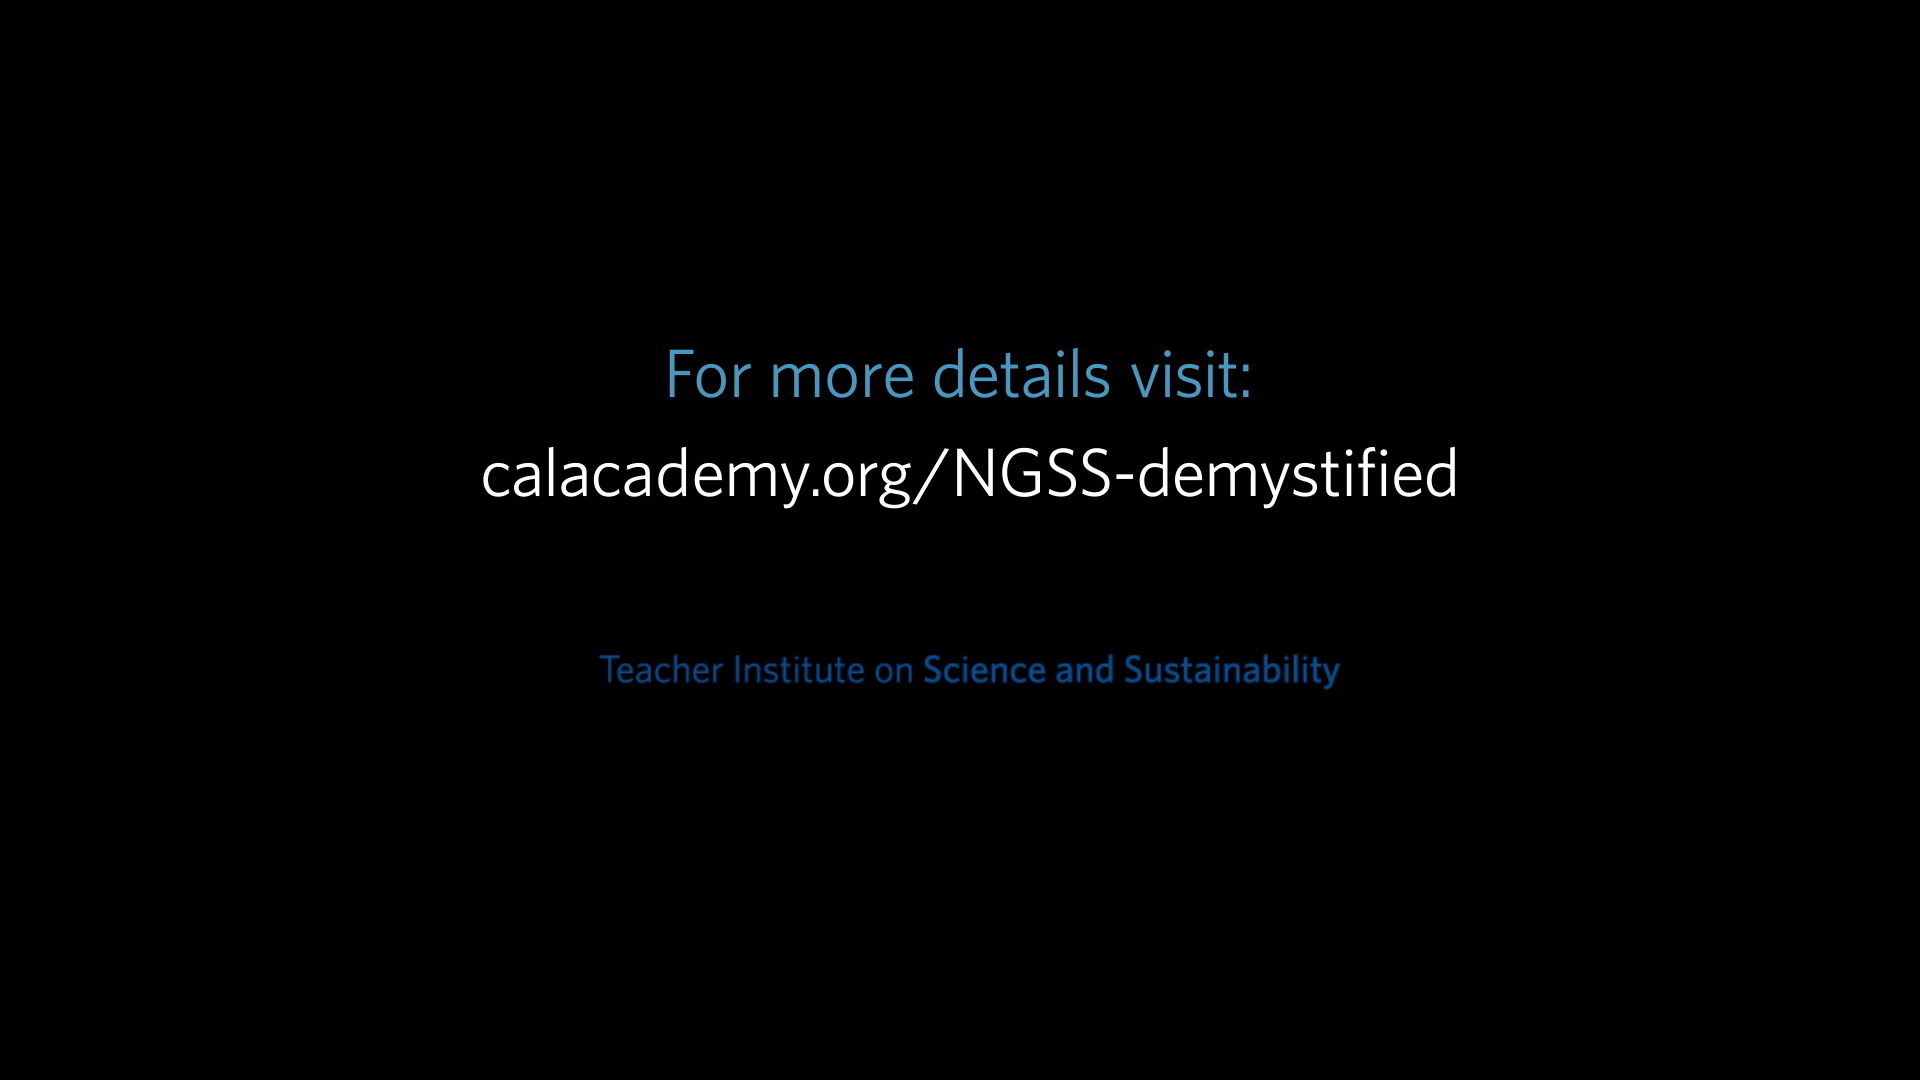 For more details visit:
calacademy.org/NGSS-demystified
Teacher Institute on Science and Sustainability